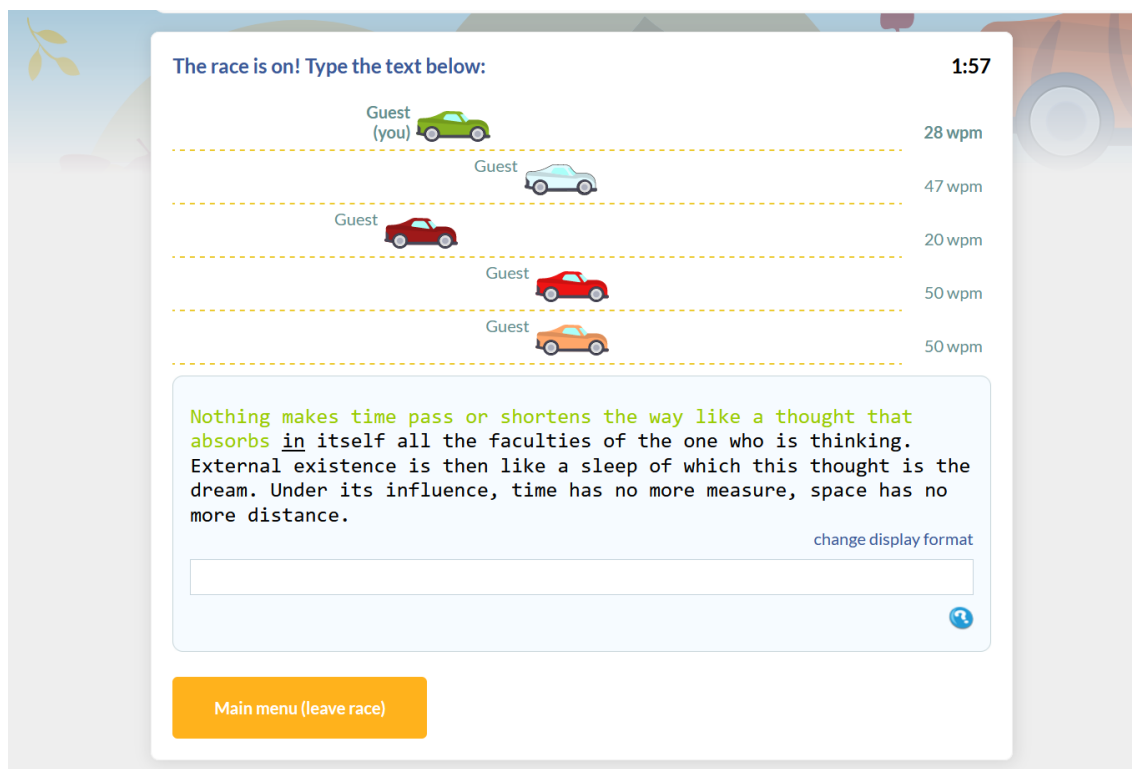 The race is on! Type the text below:
1:57
Guest
(you)
28 wpm
Guest
47 wpm
Guest
20 wpm
Guest
50 wpm
Guest
50 wpm
Nothing makes time pass or shortens the way like a thought that
absorbs in itself all the faculties of the one who is thinking.
External existence is then like a sleep of which this thought is the
dream. Under its influence, time has no more measure, space has no
more distance.
change display format
Main menu (leave race)